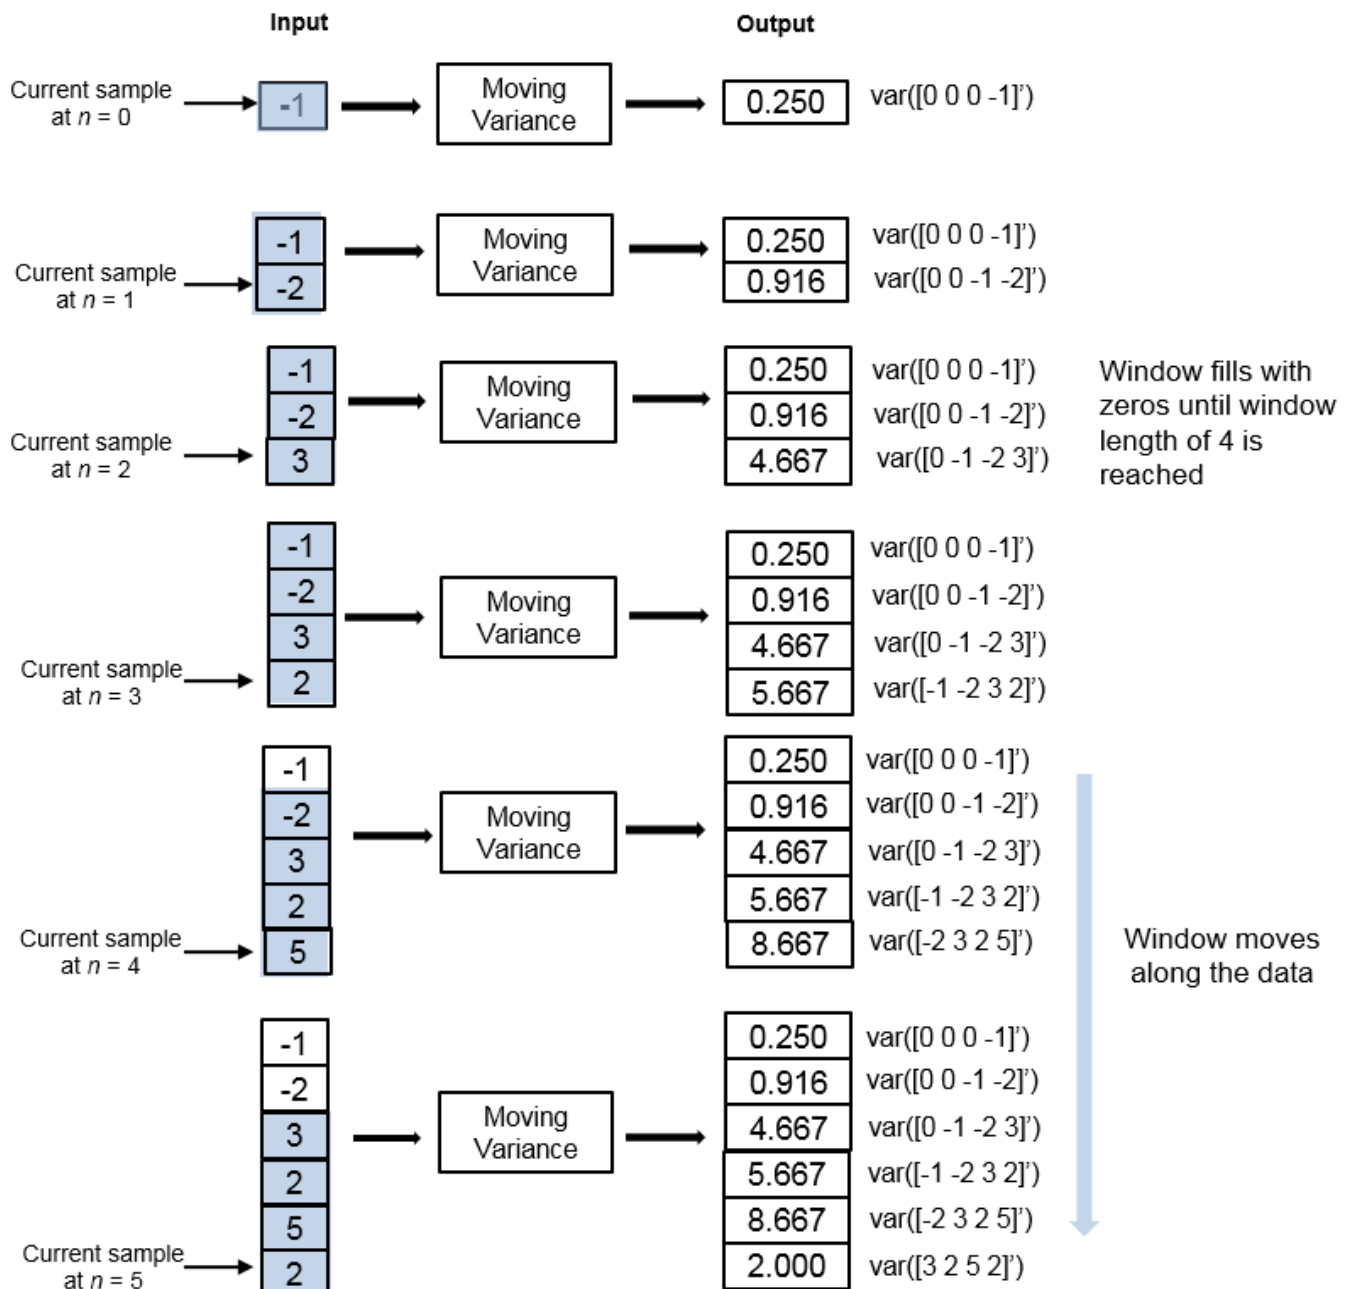 Input
Output
Current sample
at n = 0
-1
Moving
Variance
0.250
var([0 0 0 -1]')
Current sample
at n = 1
-1
-2
Moving
Variance
0.250
0.916
var([0 0 0 -1]')
var([0 0 -1 -2]')
Current sample
at n = 2
-1
-2
3
Moving
Variance
0.250
0.916
4.667
var([0 0 0 -1]')
var([0 0 -1 -2]')
var([0 -1 -2 3]')
Window fills with
zeros until window
length of 4 is
reached
Current sample
at n = 3
-1
-2
3
2
Moving
Variance
0.250
0.916
4.667
5.667
var([0 0 0 -1]')
var([0 0 -1 -2]')
var([0 -1 -2 3]')
var([-1 -2 3 2]')
Current sample
at n = 4
-1
-2
3
2
5
Moving
Variance
0.250
0.916
4.667
5.667
8.667
var([0 0 0 -1]')
var([0 0 -1 -2]')
var([0 -1 -2 3]')
var([-1 -2 3 2]')
var([-2 3 2 5]')
Window moves
along the data
Current sample
at n = 5
-1
-2
3
2
5
2
Moving
Variance
0.250
0.916
4.667
5.667
8.667
2.000
var([0 0 0 -1]')
var([0 0 -1 -2]')
var([0 -1 -2 3]')
var([-1 -2 3 2]')
var([-2 3 2 5]')
var([3 2 5 2]')